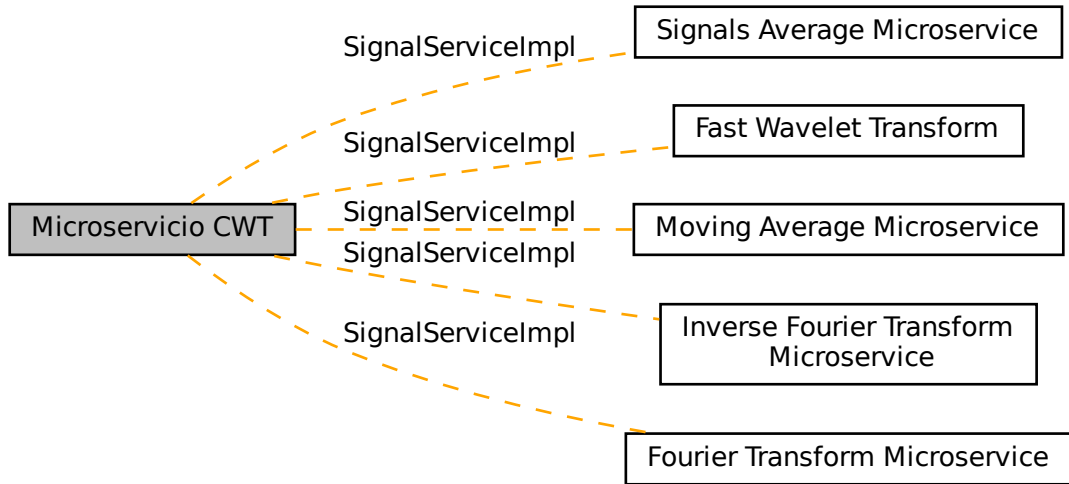 SignalServiceImpl
Signals Average Microservice
SignalServiceImpl
Fast Wavelet Transform
Microservicio CWT
SignalServiceImpl
Moving Average Microservice
SignalServiceImpl
Inverse Fourier Transform
Microservice
SignalServiceImpl
Fourier Transform Microservice